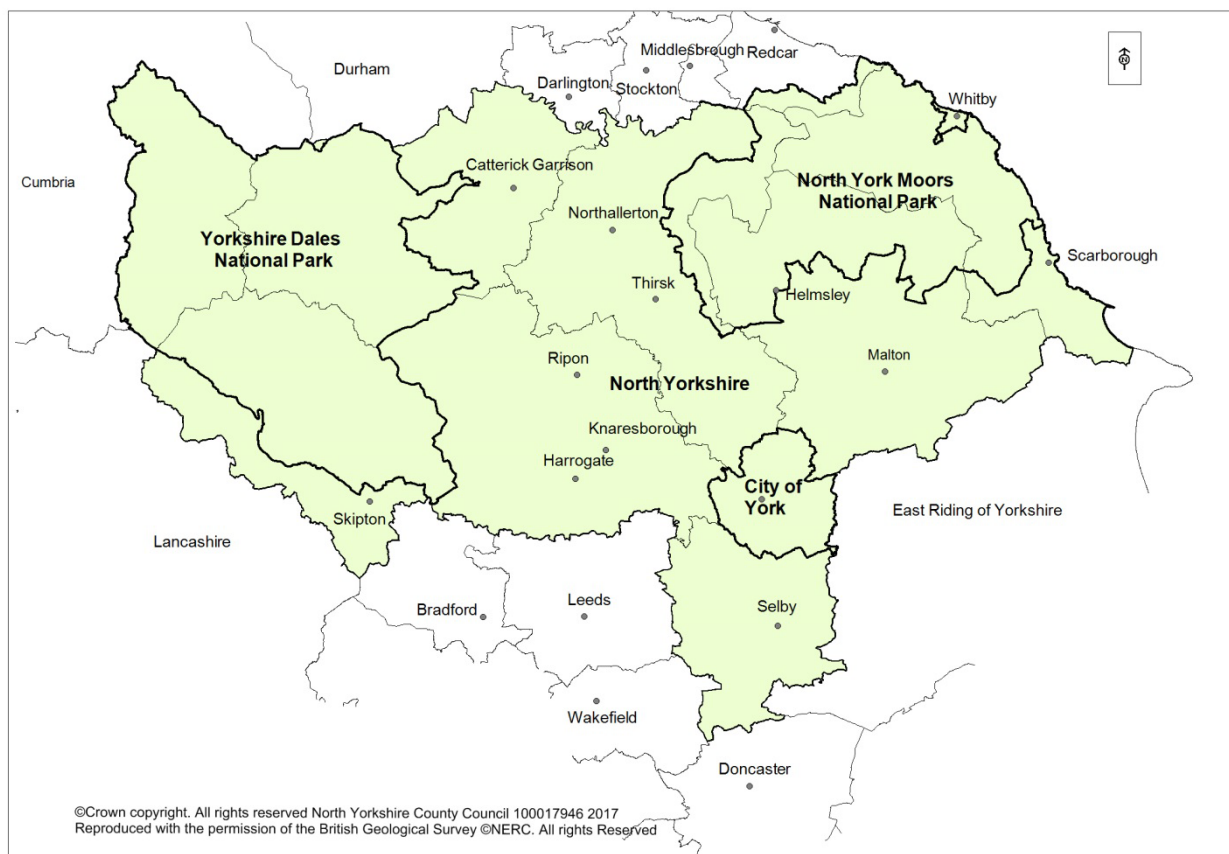 Middlesbrough
Redcar
Durham
Darlington
Stockton
N
Whitby
Catterick Garrison
Cumbria
North York Moors
National Park
Northallerton
Yorkshire Dales
National Park
Scarborough
Thirsk
Helmsley
Ripon
Malton
North Yorkshire
Knaresborough
Harrogate
City of
York
Skipton
East Riding of Yorkshire
Lancashire
Bradford
Leeds
Selby
Wakefield
Doncaster
©Crown copyright. All rights reserved North Yorkshire County Council 100017946 2017
Reproduced with the permission of the British Geological Survey ©NERC. All rights Reserved